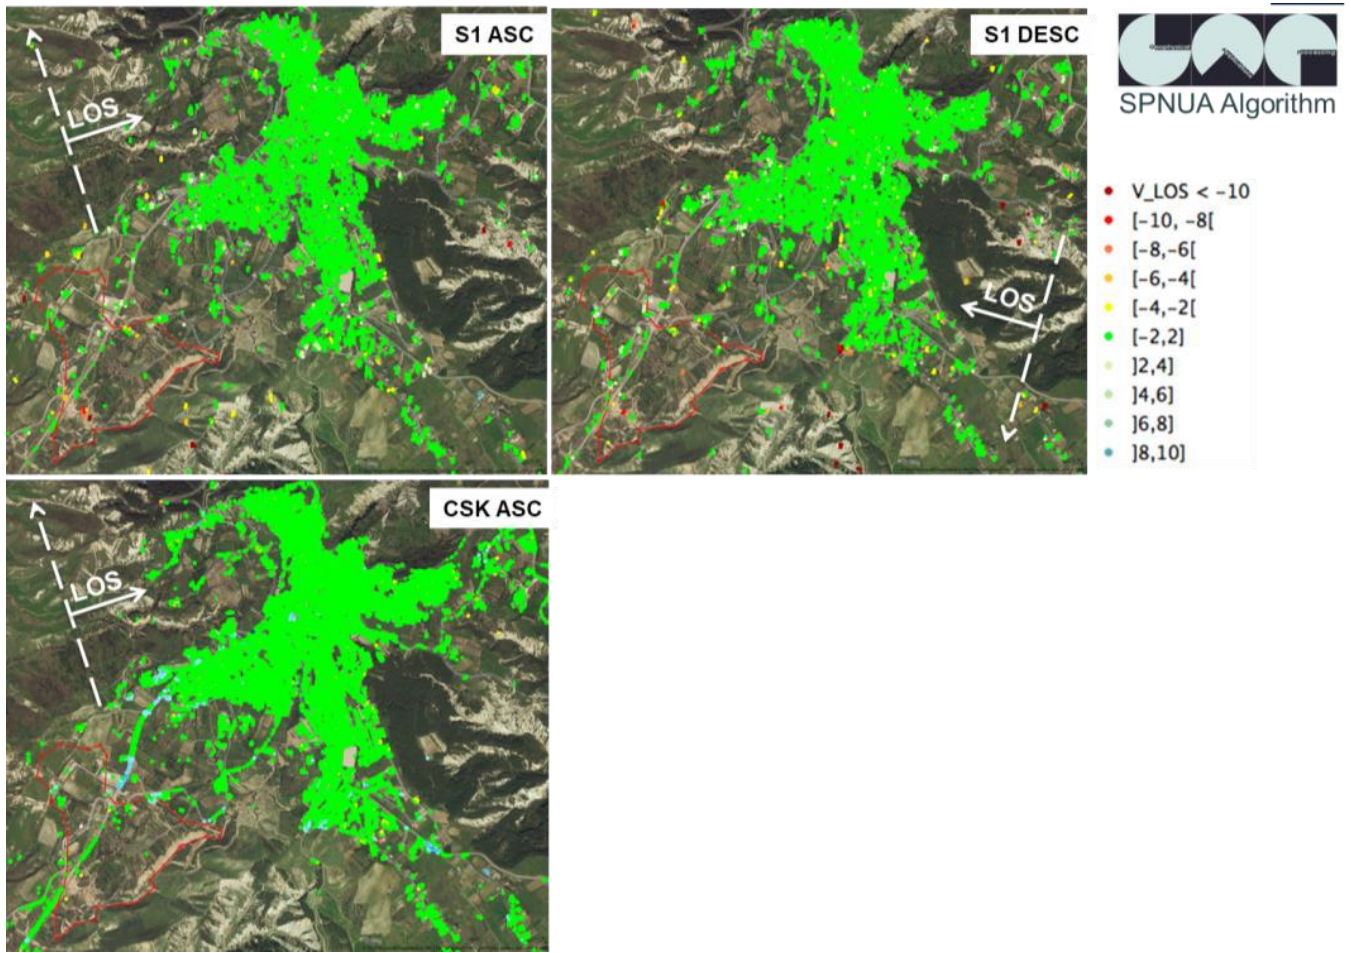 S1 ASC
LOS
S1 DESC
LOS
SPNUA Algorithm
V_LOS < -10
[-10, -8[
[-8,-6[
[-6,-4[
[-4,-2[
[-2,2]
]2,4]
]4,6]
]6,8]
]8,10]
CSK ASC
LOS